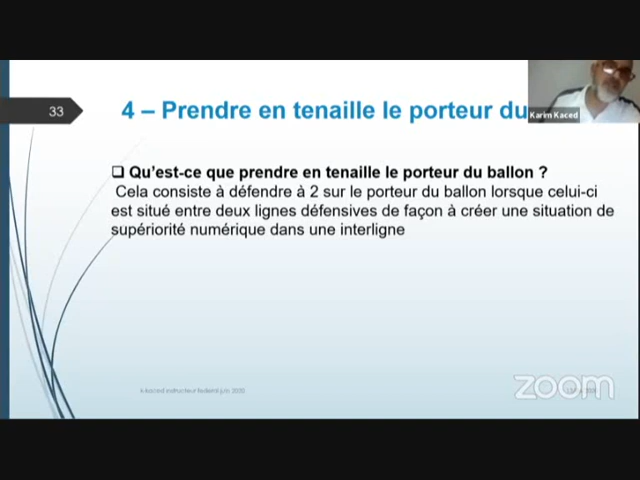 33
4 – Prendre en tenaille le porteur du
Karim Kaced
❑ Qu'est-ce que prendre en tenaille le porteur du ballon ?
Cela consiste à défendre à 2 sur le porteur du ballon lorsque celui-ci
est situé entre deux lignes défensives de façon à créer une situation de
supériorité numérique dans une interligne
zoom